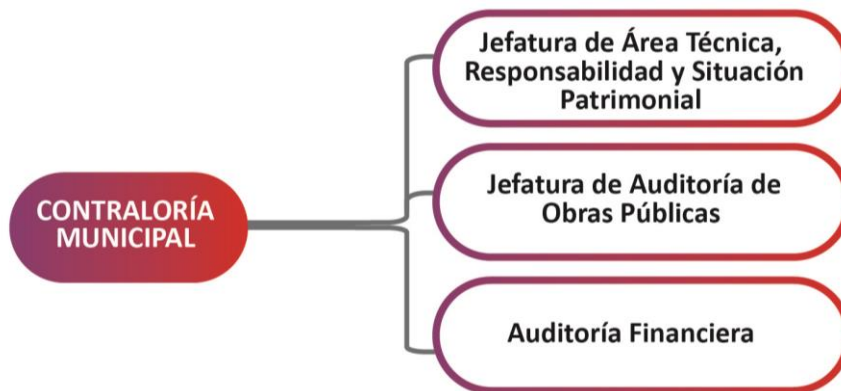 Jefatura de Área Técnica,
Responsabilidad y Situación
Patrimonial
CONTRALORÍA
MUNICIPAL
Jefatura de Auditoría de
Obras Públicas
Auditoría Financiera